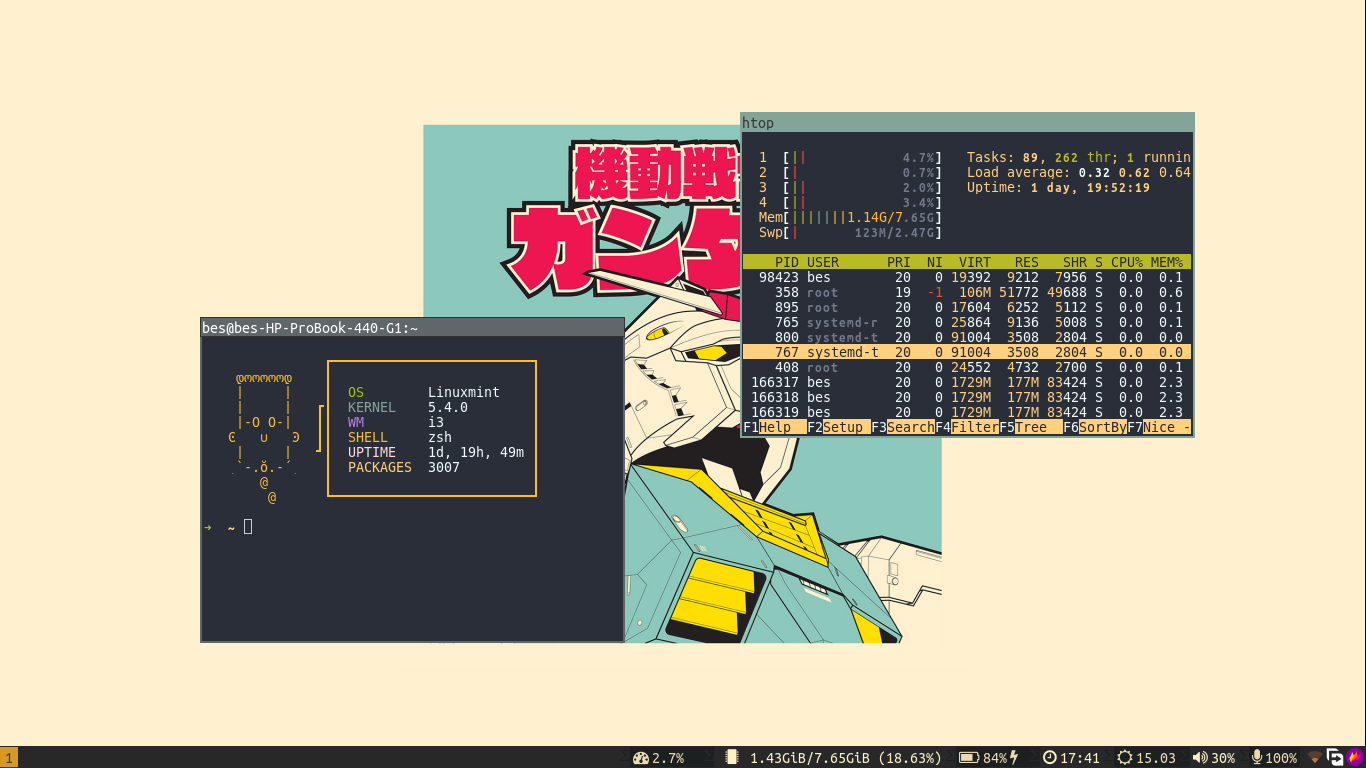 機動戦
ガンダ
htop
1 [|| 4.7%] Tasks: 89, 262 thr; 1 runnin
2 [| 0.7%] Load average: 0.32 0.62 0.64
3 [|| 2.0%] Uptime: 1 day, 19:52:19
4 [|| 3.4%]
Mem[|||||||1.14G/7.65G]
Swp[| 123M/2.47G]
PID USER PRI NI VIRT RES SHR S CPU% MEM%
98423 bes 20 0 19392 9212 7956 S 0.0 0.1
358 root 19 -1 106M 51772 49688 S 0.0 0.6
895 root 20 0 17604 6252 5112 S 0.0 0.1
765 systemd-r 20 0 25864 9136 5008 S 0.0 0.1
800 systemd-t 20 0 91004 3508 2804 S 0.0 0.0
767 systemd-t 20 0 91004 3508 2804 S 0.0 0.0
408 root 20 0 24552 4732 2700 S 0.0 0.1
166317 bes 20 0 1729M 177M 83424 S 0.0 2.3
166318 bes 20 0 1729M 177M 83424 S 0.0 2.3
166319 bes 20 0 1729M 177M 83424 S 0.0 2.3
F1Help F2Setup F3SearchF4FilterF5Tree F6SortByF7Nice -
bes@bes-HP-ProBook-440-G1:~
OS Linuxmint
KERNEL 5.4.0
WM i3
SHELL zsh
UPTIME 1d, 19h, 49m
PACKAGES 3007
→ ~
1 2.7% 1.43GiB/7.65GiB (18.63%) 84% 17:41 15.03 30% 100%